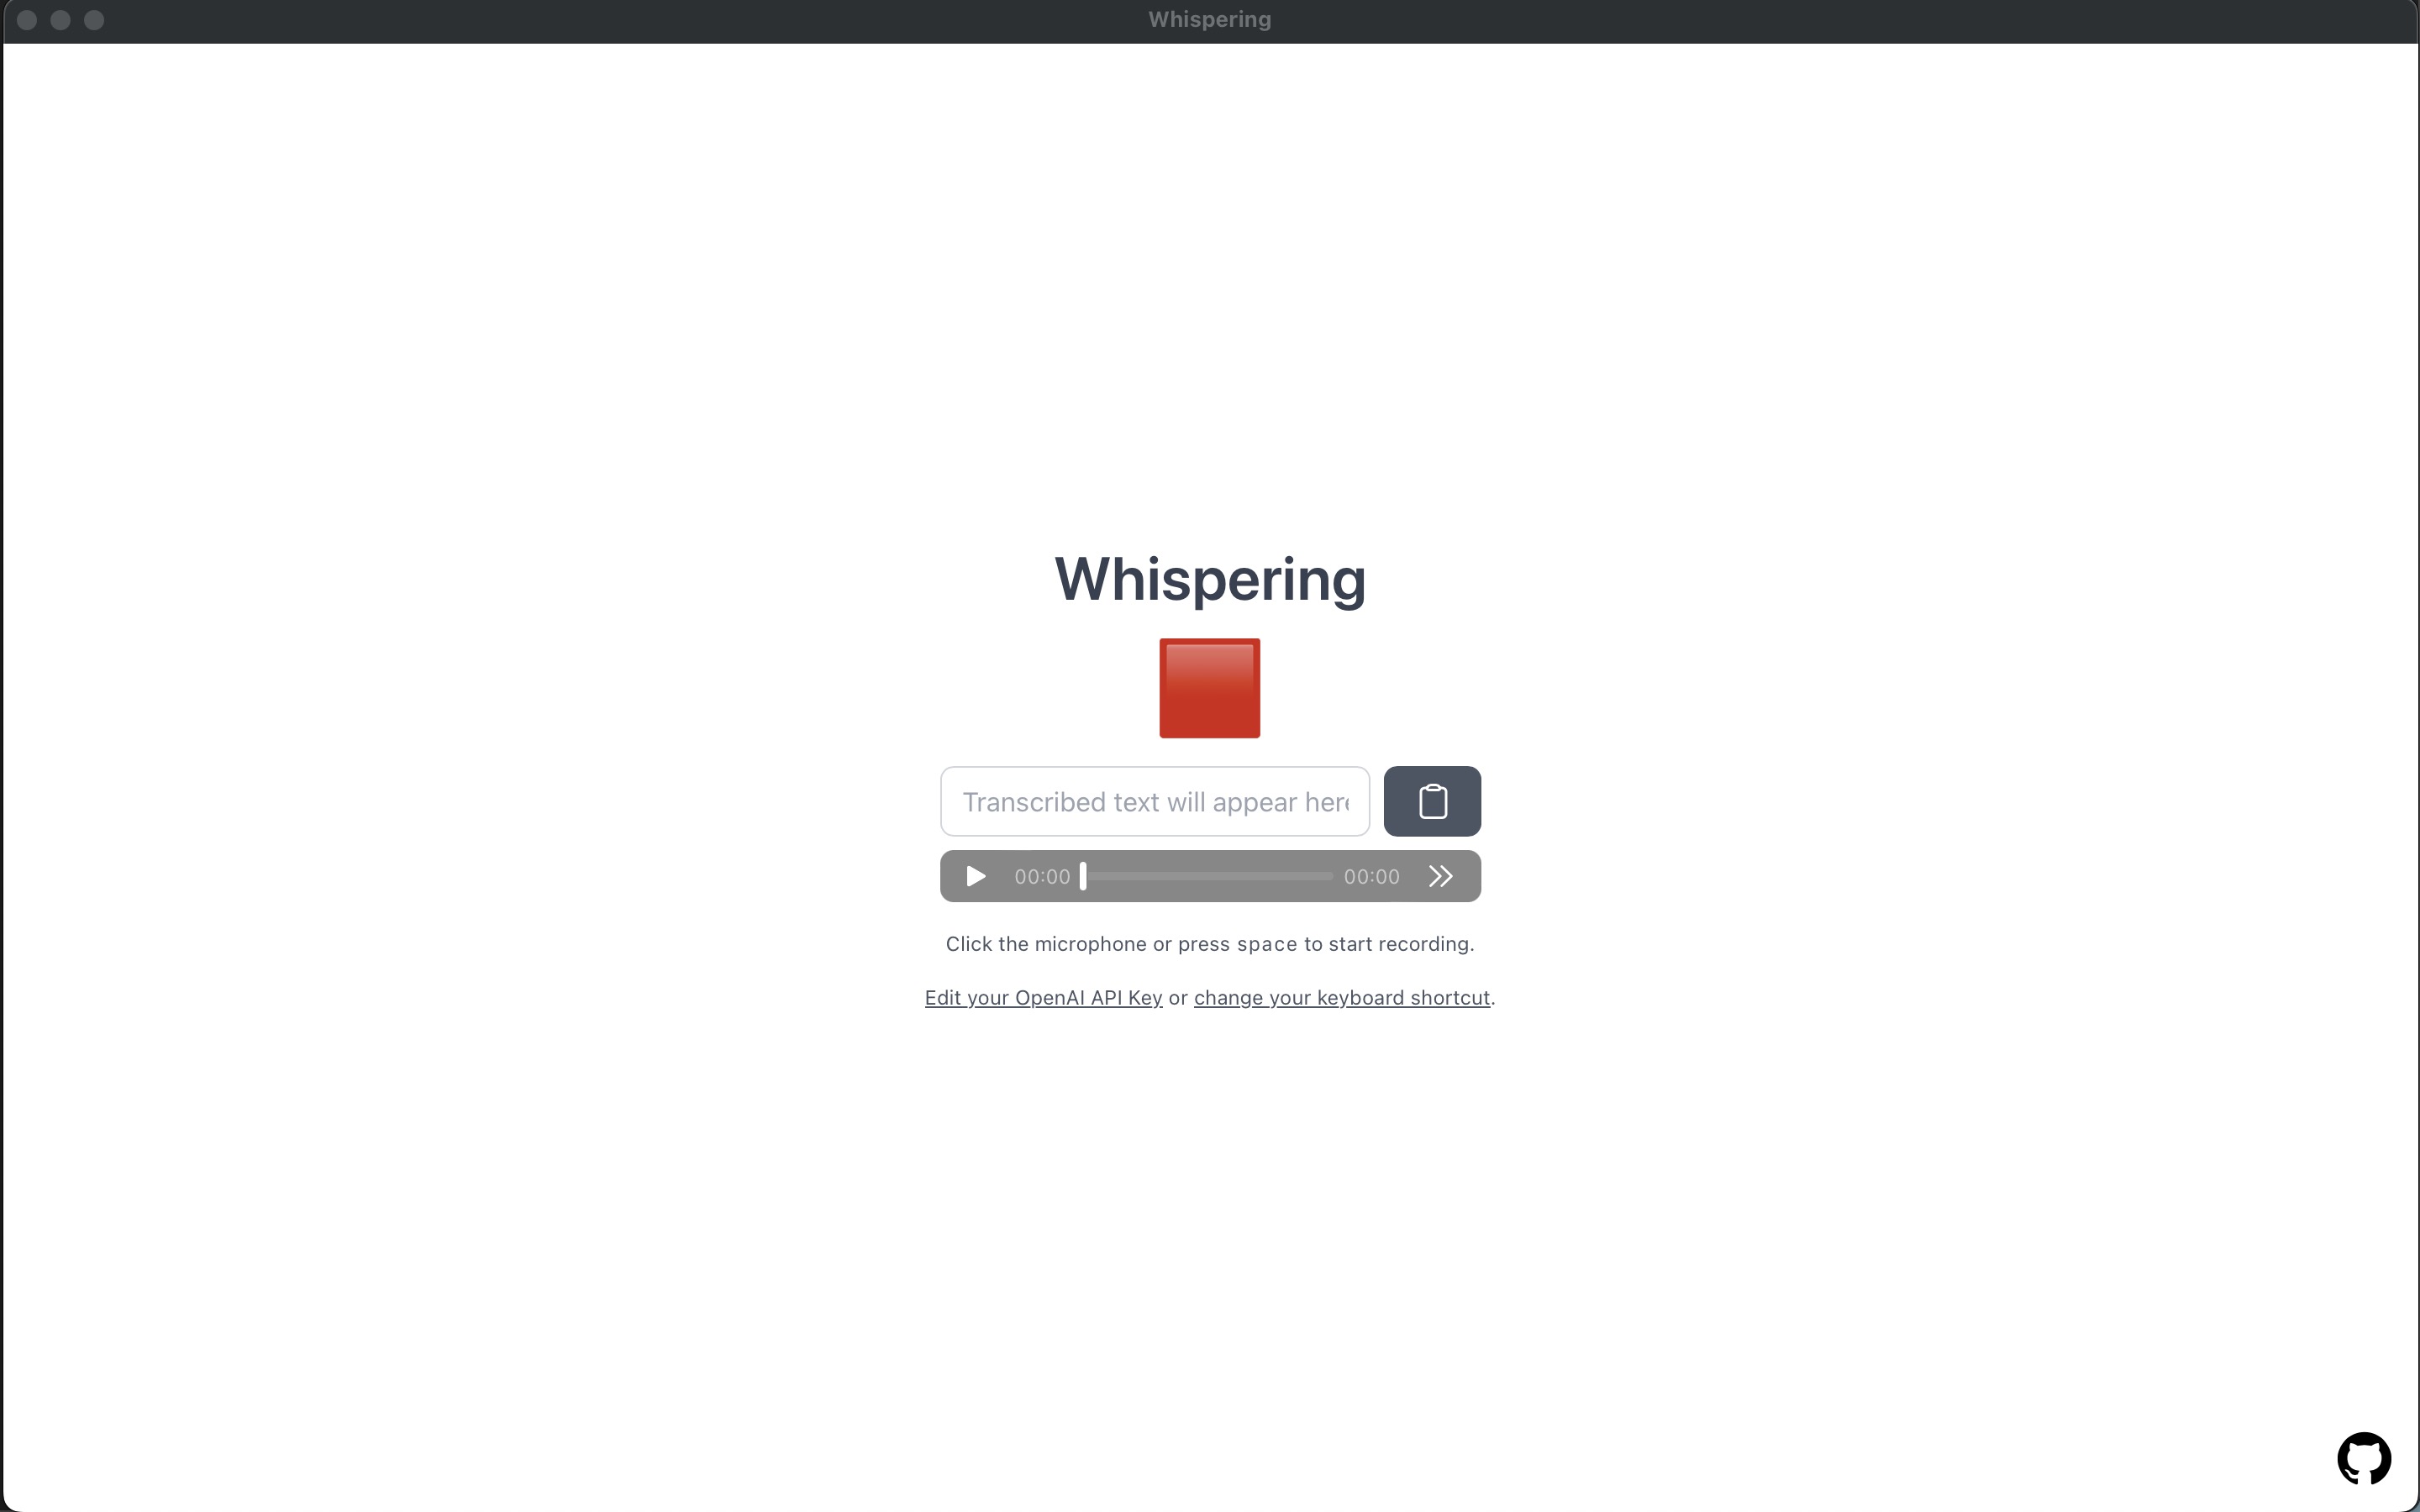 Whispering
Whispering
Transcribed text will appear here
00:00 00:00
Click the microphone or press space to start recording.
Edit your OpenAI API Key or change your keyboard shortcut.